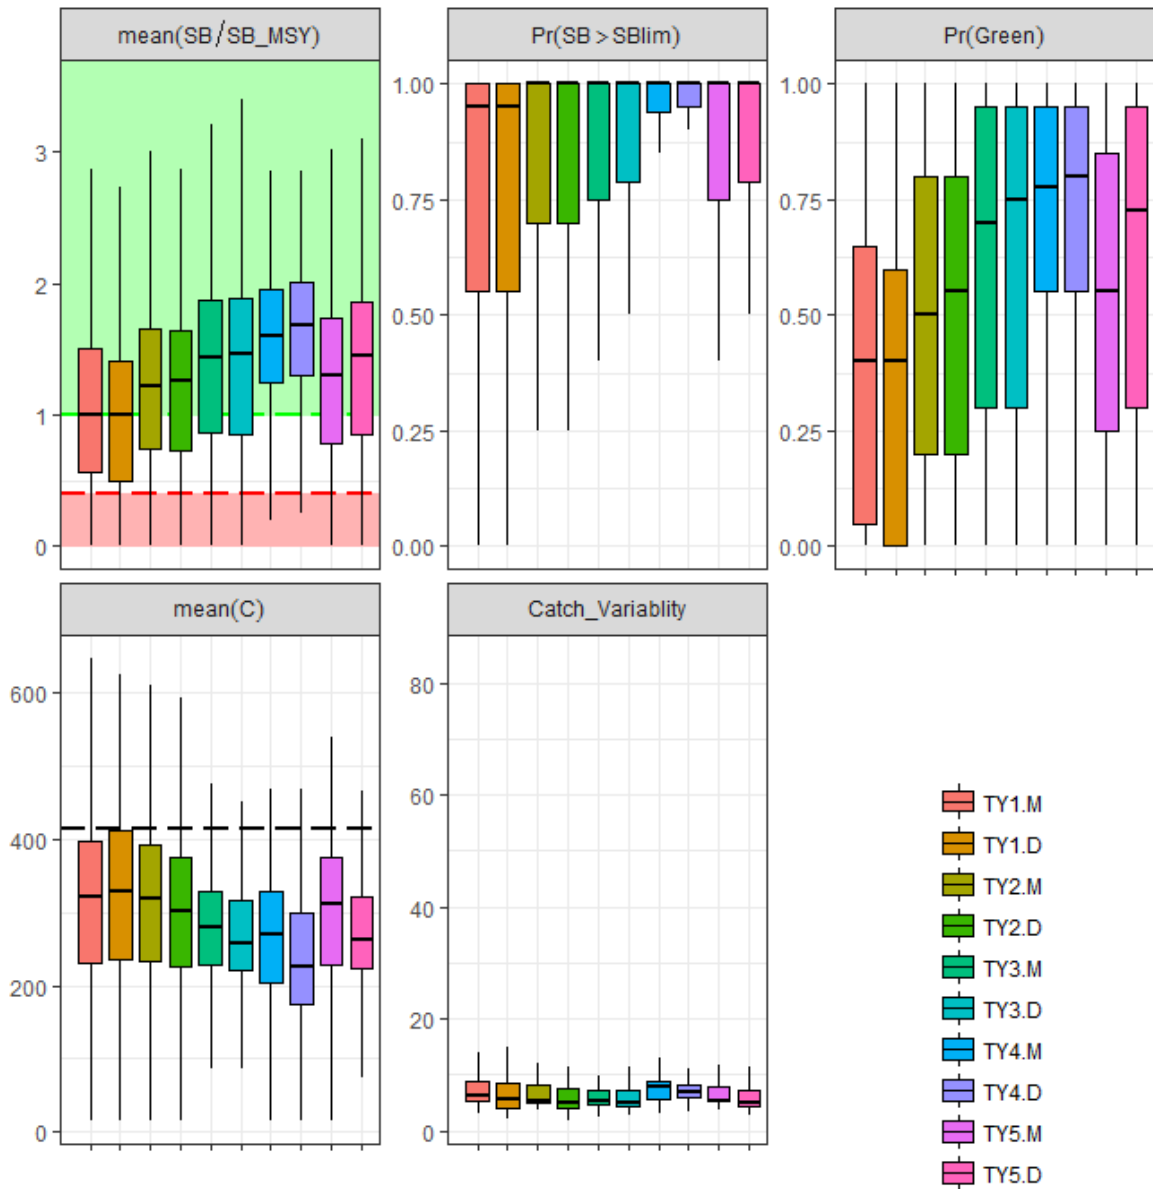 mean(SB/SB_MSY)
Pr(SB>SBlim)
Pr(Green)
3
2
1
0
1.00
0.75
0.50
0.25
0.00
1.00
0.75
0.50
0.25
0.00
mean(C)
Catch_Variablity
600
400
200
0
80
60
40
20
0
TY1.M
TY1.D
TY2.M
TY2.D
TY3.M
TY3.D
TY4.M
TY4.D
TY5.M
TY5.D